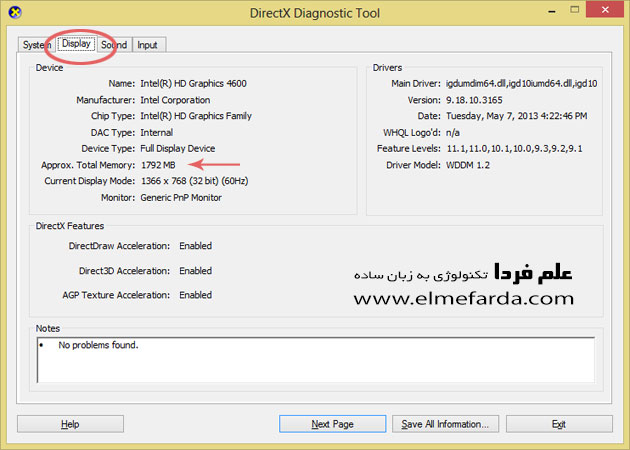 DirectX Diagnostic Tool
System Display Sound Input
Device
Name: Intel(R) HD Graphics 4600
Manufacturer: Intel Corporation
Chip Type: Intel(R) HD Graphics Family
DAC Type: Internal
Device Type: Full Display Device
Approx. Total Memory: 1792 MB
Current Display Mode: 1366 x 768 (32 bit) (60Hz)
Monitor: Generic PnP Monitor
Drivers
Main Driver: igdumdim64.dll,igd10iumd64.dll,igd10
Version: 9.18.10.3165
Date: Tuesday, May 7, 2013 4:22:46 PM
WHQL Logo'd: n/a
Feature Levels: 11.1,11.0,10.1,10.0,9.3,9.2,9.1
Driver Model: WDDM 1.2
DirectX Features
DirectDraw Acceleration: Enabled
Direct3D Acceleration: Enabled
AGP Texture Acceleration: Enabled
علم فردا تکنولوژی به زبان ساده
www.elmefarda.com
Notes
• No problems found.
Help Next Page Save All Information... Exit